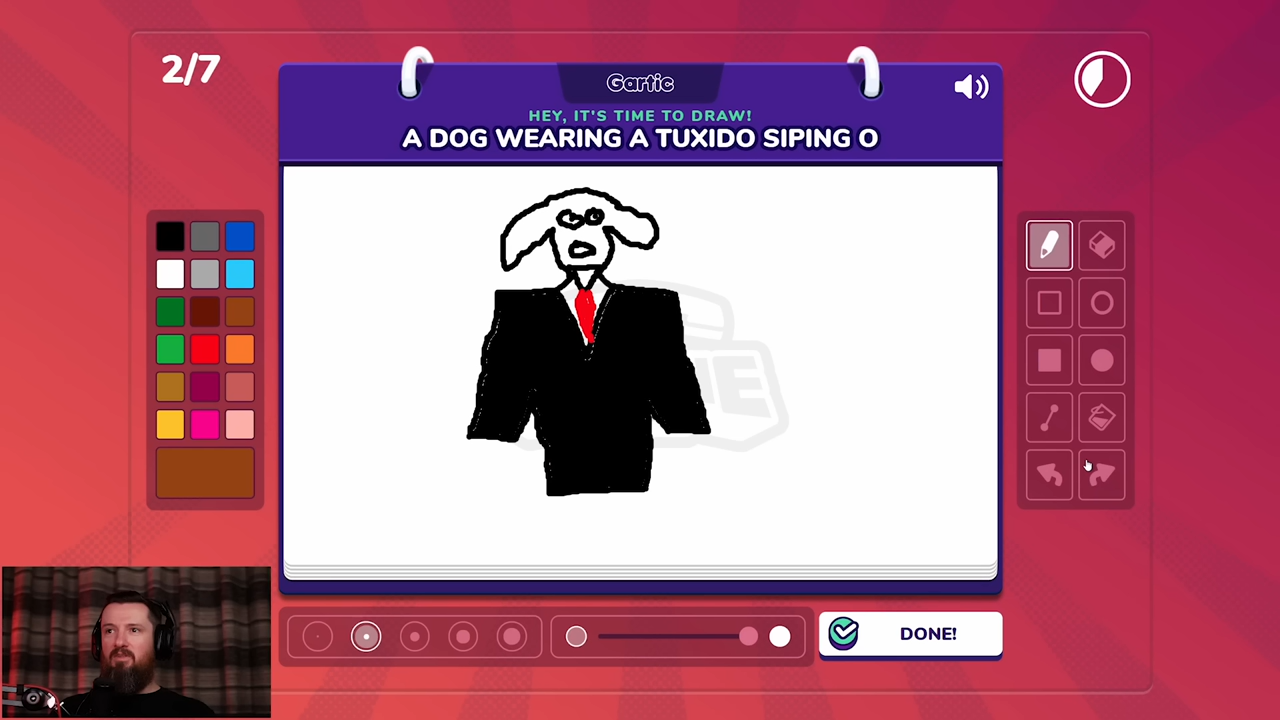 2/7
Gartic
HEY, IT'S TIME TO DRAW!
A DOG WEARING A TUXIDO SIPING O
DONE!